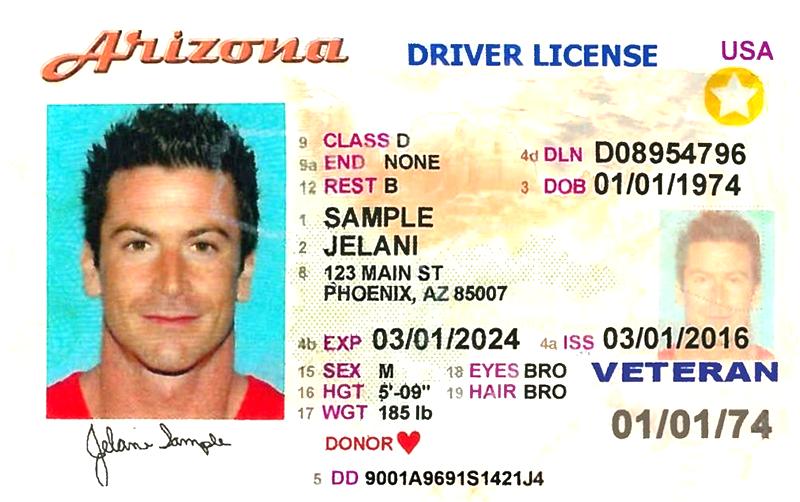 Arizona DRIVER LICENSE USA
9 CLASS D
9a END NONE
4d DLN D08954796
12 REST B
3 DOB 01/01/1974
1 SAMPLE
2 JELANI
8 123 MAIN ST
PHOENIX, AZ 85007
4b EXP 03/01/2024 4a ISS 03/01/2016
15 SEX M 18 EYES BRO
VETERAN
16 HGT 5'-09" 19 HAIR BRO
17 WGT 185 lb
01/01/74
DONOR
Jelani Sample
5 DD 9001A9691S1421J4